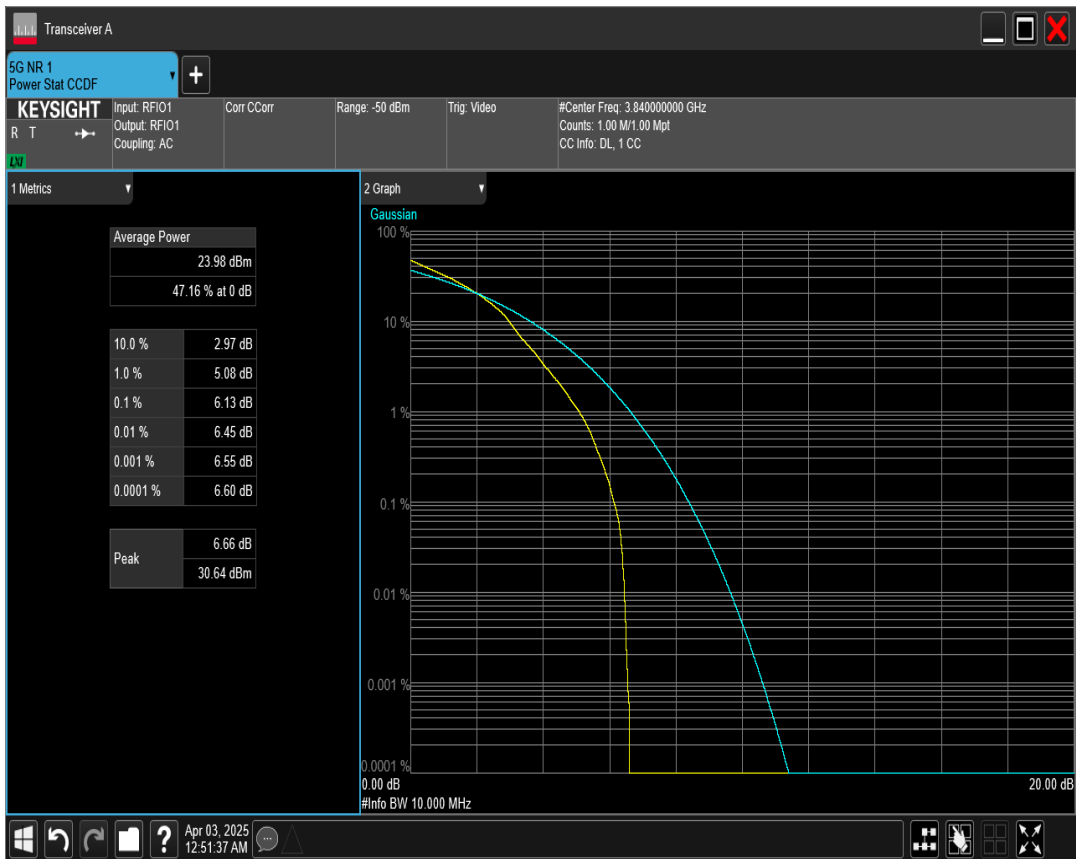 Transceiver A
5G NR 1
Power Stat CCDF
+
KEYSIGHT
R T
LXI
Input: RFIO1
Output: RFIO1
Coupling: AC
Corr CCorr
Range: -50 dBm
Trig: Video
#Center Freq: 3.840000000 GHz
Counts: 1.00 M/1.00 Mpt
CC Info: DL, 1 CC
1 Metrics
Average Power
23.98 dBm
47.16 % at 0 dB
10.0 % 2.97 dB
1.0 % 5.08 dB
0.1 % 6.13 dB
0.01 % 6.45 dB
0.001 % 6.55 dB
0.0001 % 6.60 dB
Peak
6.66 dB
30.64 dBm
2 Graph
Gaussian
100 %
10 %
1 %
0.1 %
0.01 %
0.001 %
0.0001 %
0.00 dB 20.00 dB
#Info BW 10.000 MHz
?
Apr 03, 2025
12:51:37 AM